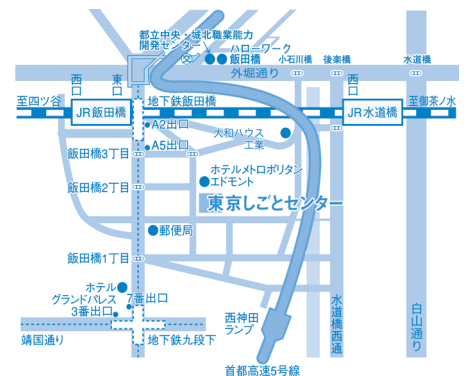 都立中央・城北職業能力
開発センター
ハローワーク
飯田橋
小石川橋
後楽橋
水道橋
外堀通り
西口
東口
西口
至四ツ谷
JR飯田橋
地下鉄飯田橋
JR水道橋
至御茶ノ水
A2出口
大和ハウス
工業
A5出口
飯田橋3丁目
ホテルメトロポリタン
エドモント
飯田橋2丁目
東京しごとセンター
郵便局
飯田橋1丁目
ホテル
グランドパレス
7番出口
3番出口
西神田
ランプ
水道橋西通
白山通り
靖国通り
地下鉄九段下
首都高速5号線